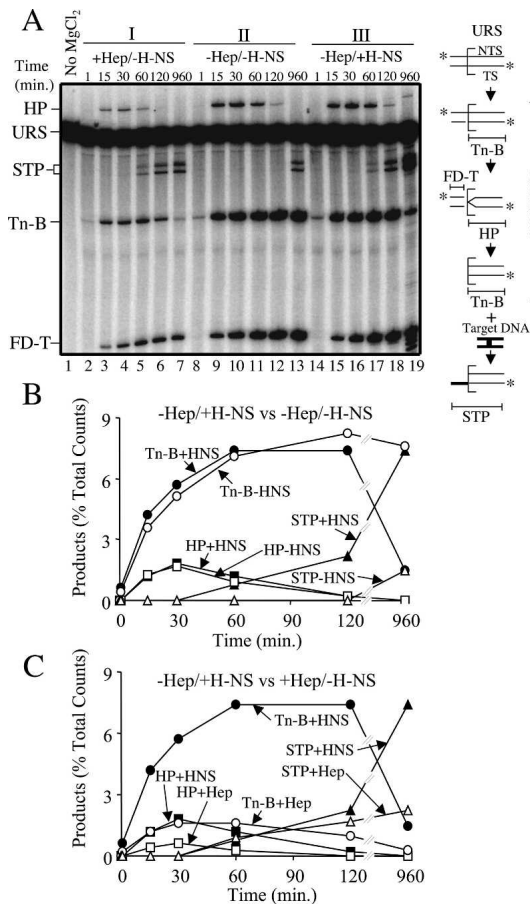 A
No MgCl2
I
II
III
+Hep/-H-NS
-Hep/-H-NS
-Hep/+H-NS
Time (min.)
1 15 30 60 120 960
1 15 30 60 120 960
1 15 30 60 120 960
HP
URS
STP
Tn-B
FD-T
1 2 3 4 5 6 7 8 9 10 11 12 13 14 15 16 17 18 19
URS
* NTS
TS *
* *
Tn-B
FD-T
* *
HP
*
Tn-B
+
Target DNA
*
STP
B
-Hep/+H-NS vs -Hep/-H-NS
Products (% Total Counts)
9
6
3
0
Tn-B+HNS
Tn-B-HNS
HP+HNS
HP-HNS
STP+HNS
STP-HNS
0 30 60 90 120 960
Time (min.)
C
-Hep/+H-NS vs +Hep/-H-NS
Products (% Total Counts)
9
6
3
0
Tn-B+HNS
STP+HNS
STP+Hep
HP+HNS
HP+Hep
Tn-B+Hep
0 30 60 90 120 960
Time (min.)